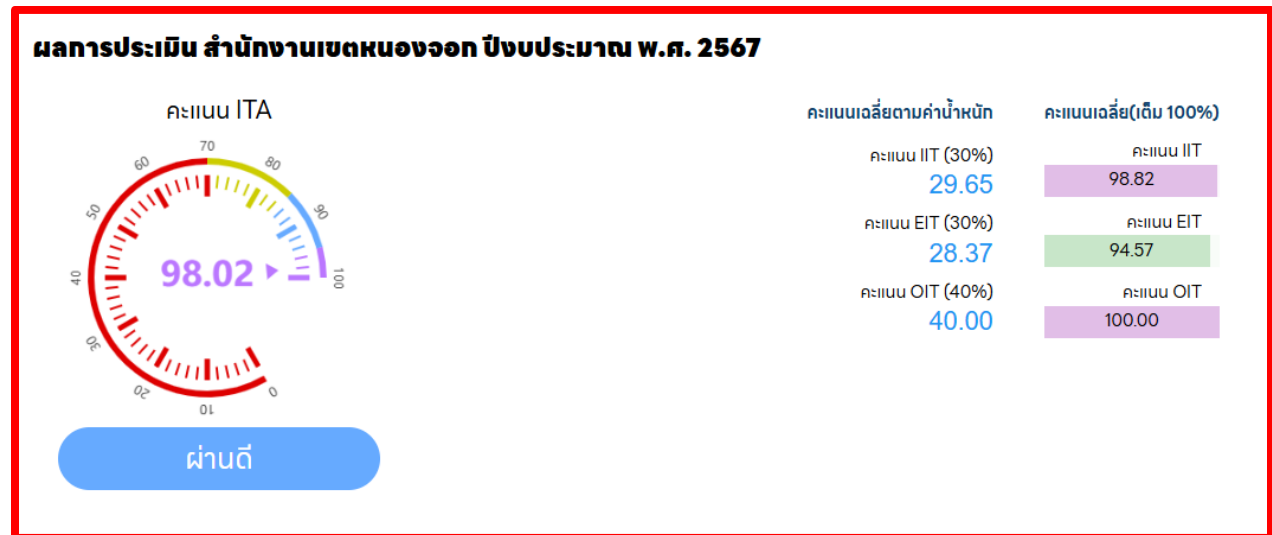 ผลการประเมิน สำนักงานเขตหนองจอก ปีงบประมาณ พ.ศ. 2567
คะแนน ITA
0
10
20
30
40
50
60
70
80
90
100
98.02
ผ่านดี
คะแนนเฉลี่ยตามค่าน้ำหนัก
คะแนน IIT (30%)
29.65
คะแนน EIT (30%)
28.37
คะแนน OIT (40%)
40.00
คะแนนเฉลี่ย(เต็ม 100%)
คะแนน IIT
98.82
คะแนน EIT
94.57
คะแนน OIT
100.00